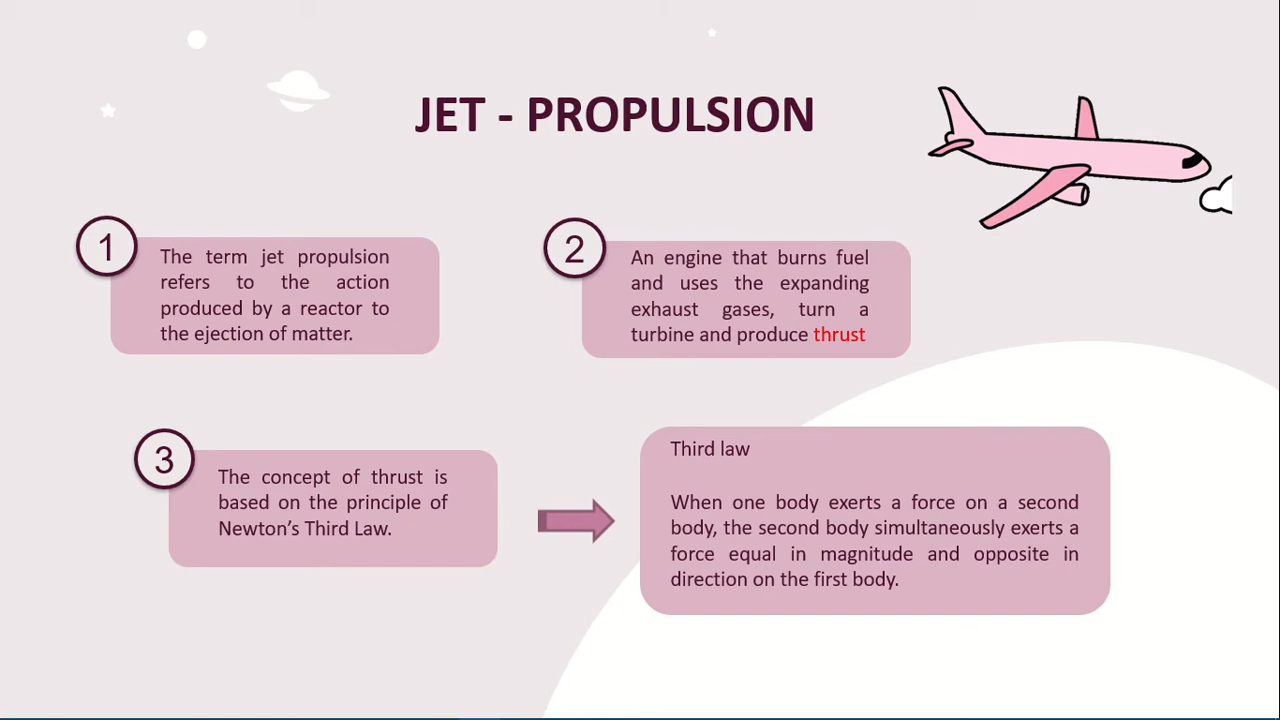 JET - PROPULSION
1
The term jet propulsion
refers to the action
produced by a reactor to
the ejection of matter.
2
An engine that burns fuel
and uses the expanding
exhaust gases, turn a
turbine and produce thrust
3
The concept of thrust is
based on the principle of
Newton’s Third Law.
Third law
When one body exerts a force on a second
body, the second body simultaneously exerts a
force equal in magnitude and opposite in
direction on the first body.